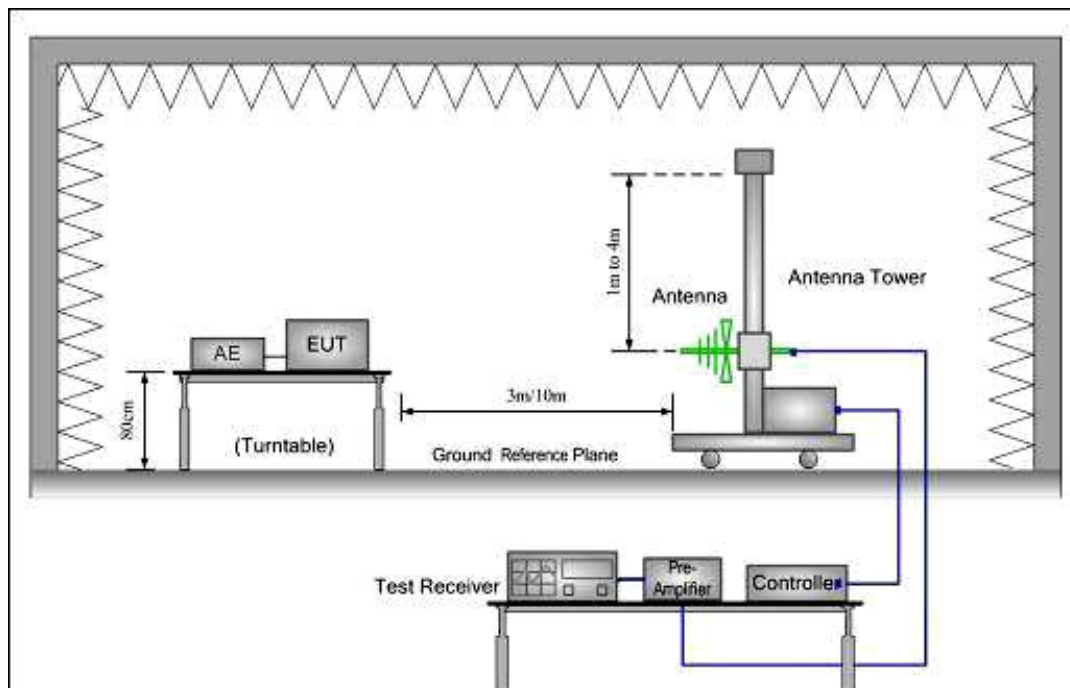 1m to 4m
Antenna
Antenna Tower
AE
EUT
80cm
3m/10m
(Turntable)
Ground Reference Plane
Test Receiver
Pre-
Amplifier
Controller